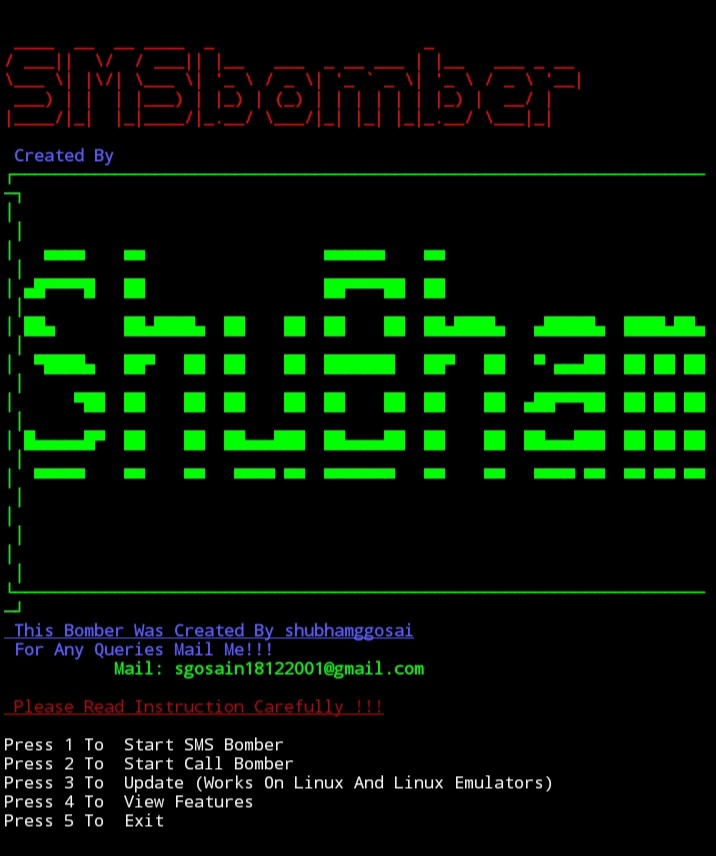 SMSbomber
Created By
ShuBham
This Bomber Was Created By shubhamggosai
For Any Queries Mail Me!!!
Mail: sgosain18122001@gmail.com
Please Read Instruction Carefully !!!
Press 1 To  Start SMS Bomber
Press 2 To  Start Call Bomber
Press 3 To  Update (Works On Linux And Linux Emulators)
Press 4 To  View Features
Press 5 To  Exit